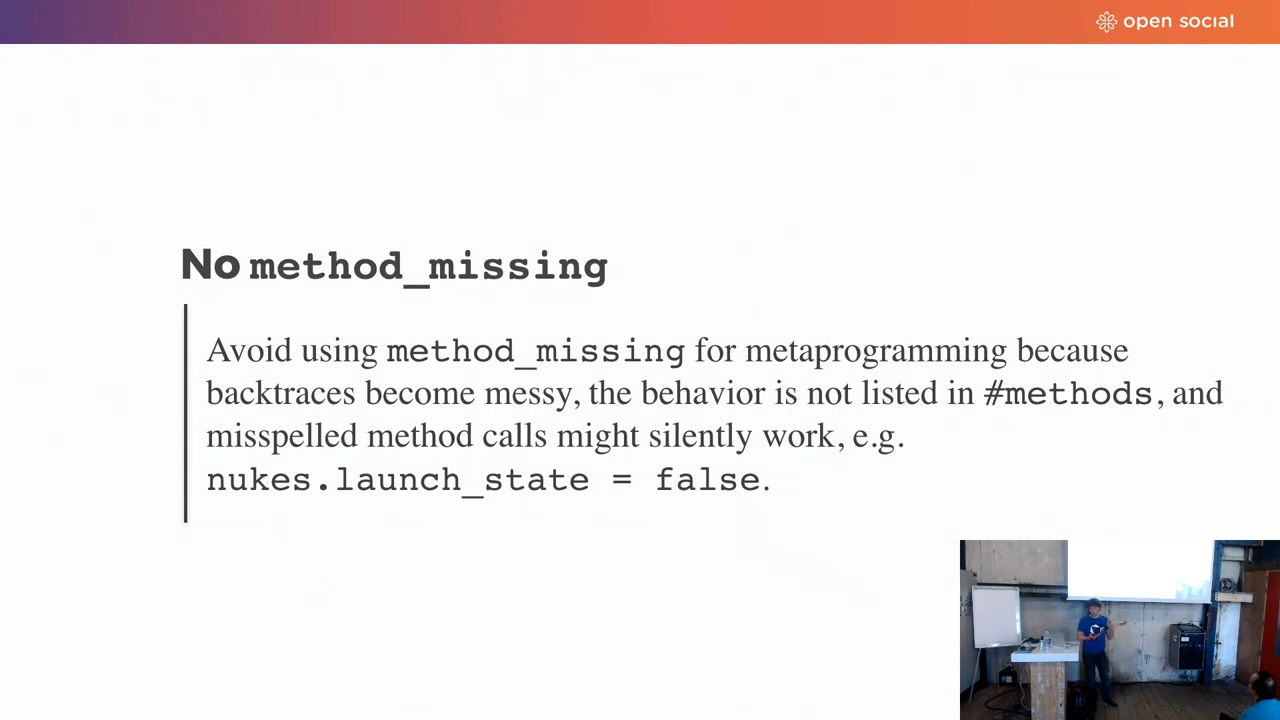 open social
No method_missing
Avoid using method_missing for metaprogramming because
backtraces become messy, the behavior is not listed in #methods, and
misspelled method calls might silently work, e.g.
nukes.launch_state = false.